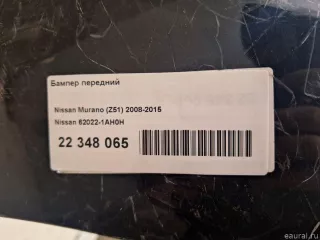 Бампер передний
Nissan Murano (Z51) 2008-2015
Nissan 62022-1AH0H
22 348 065
eaural.ru